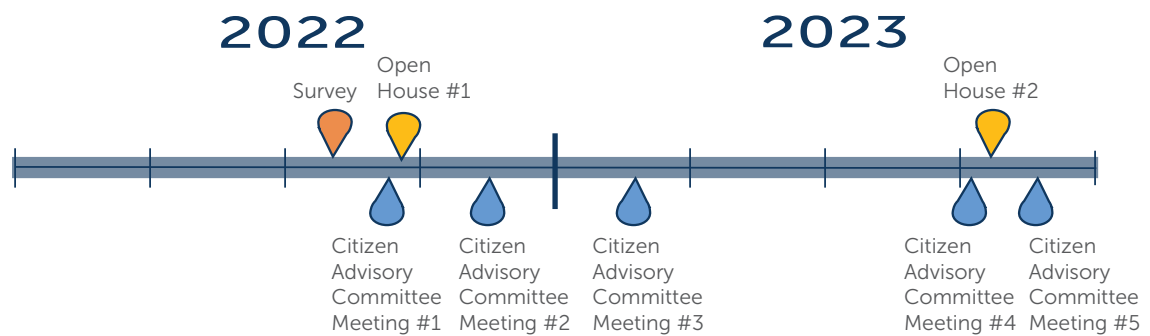 2022
2023
Survey
Open
House #1
Open
House #2
Citizen
Advisory
Committee
Meeting #1
Citizen
Advisory
Committee
Meeting #2
Citizen
Advisory
Committee
Meeting #3
Citizen
Advisory
Committee
Meeting #4
Citizen
Advisory
Committee
Meeting #5